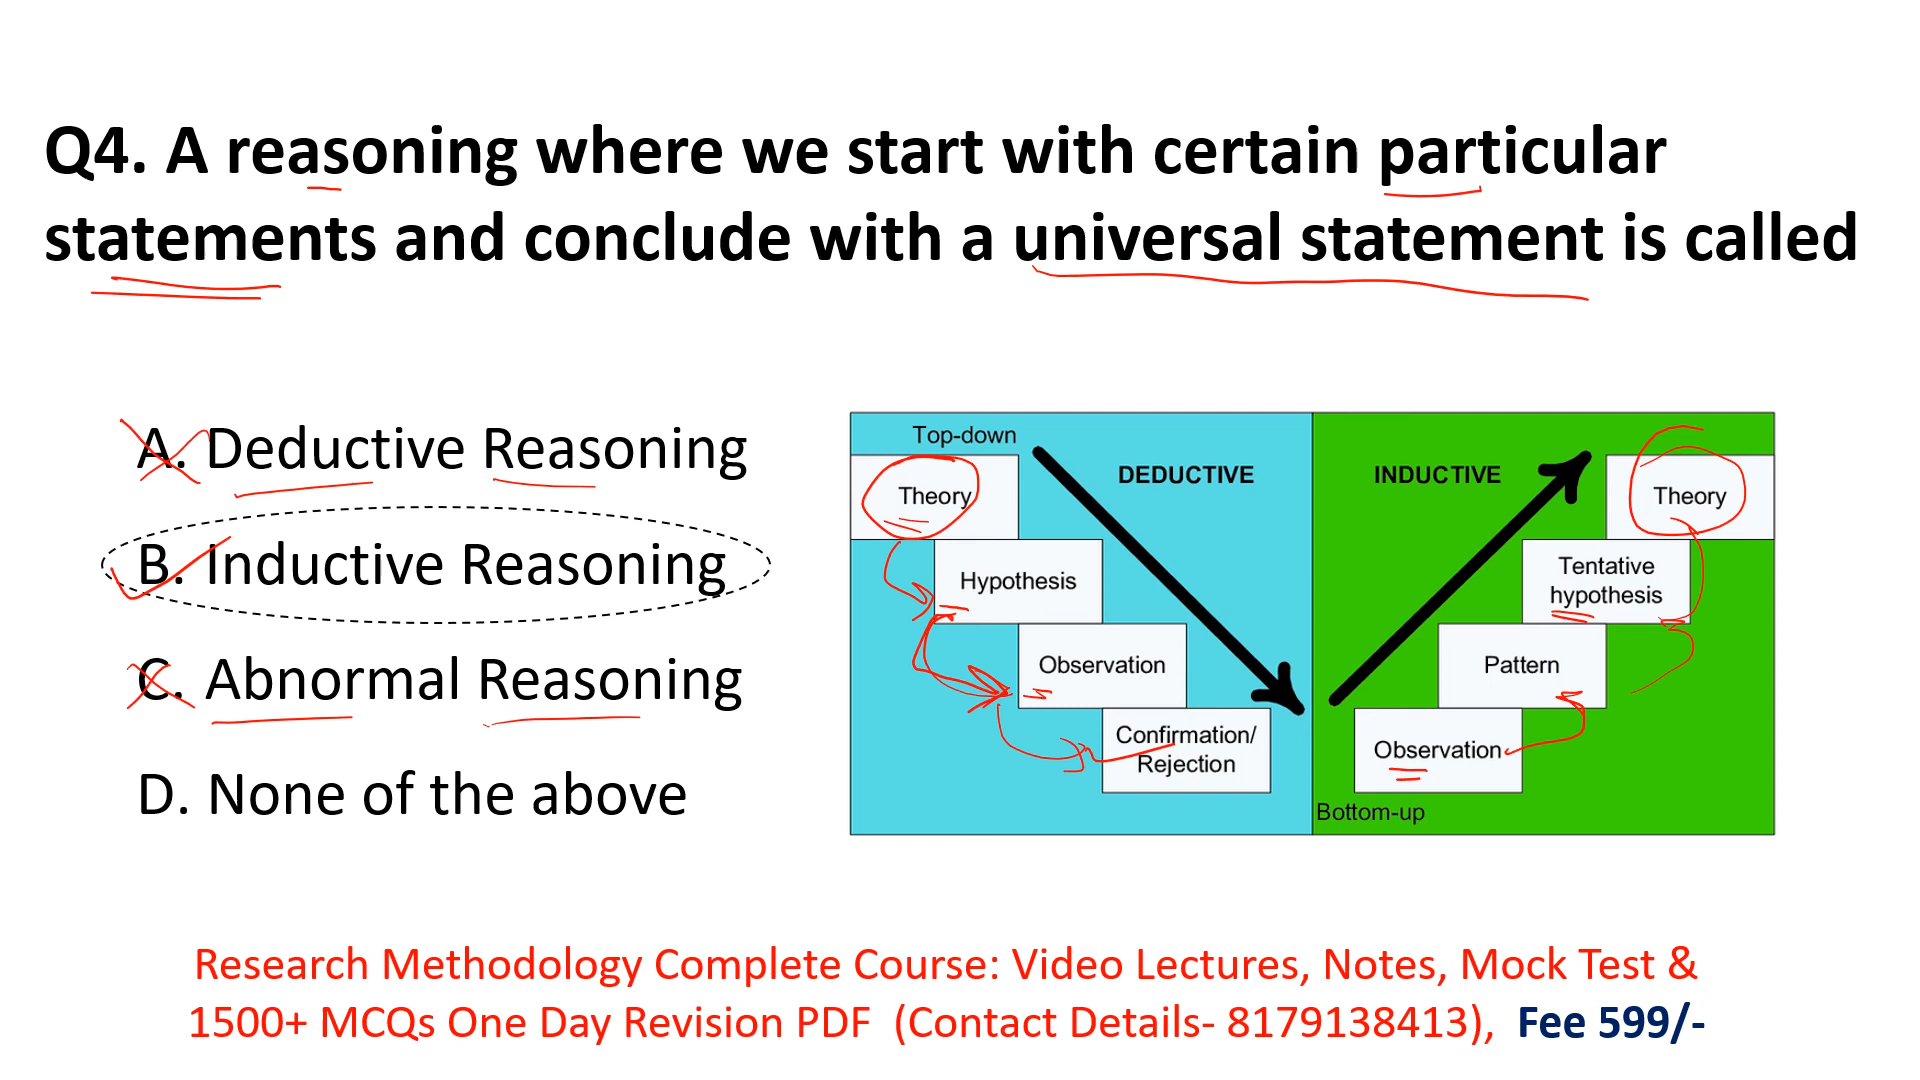 Q4. A reasoning where we start with certain particular
statements and conclude with a universal statement is called
A. Deductive Reasoning
B. Inductive Reasoning
C. Abnormal Reasoning
D. None of the above
Top-down
DEDUCTIVE
Theory
Hypothesis
Observation
Confirmation/
Rejection
INDUCTIVE
Theory
Tentative
hypothesis
Pattern
Observation
Bottom-up
Research Methodology Complete Course: Video Lectures, Notes, Mock Test &
1500+ MCQs One Day Revision PDF (Contact Details- 8179138413), Fee 599/-